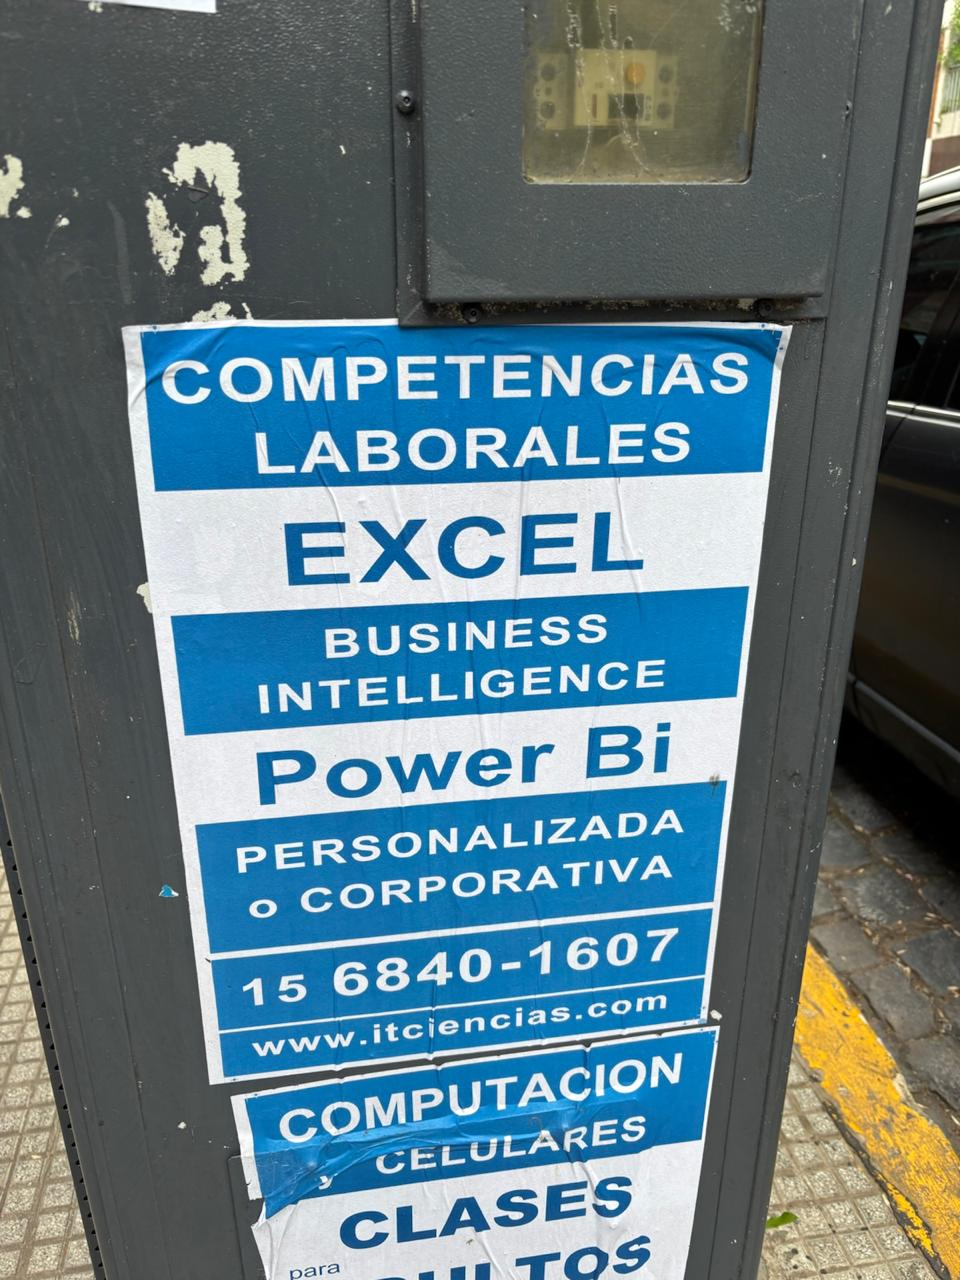 COMPETENCIAS
LABORALES
EXCEL
BUSINESS
INTELLIGENCE
Power Bi
PERSONALIZADA
o CORPORATIVA
15 6840-1607
www.itciencias.com
COMPUTACION
y CELULARES
CLASES
para